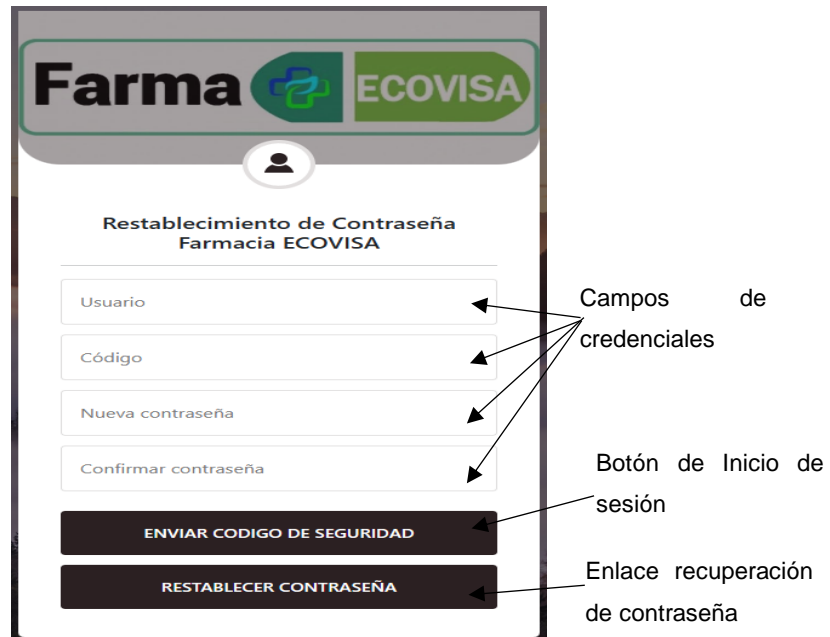 Farma ECOVISA
Restablecimiento de Contraseña
Farmacia ECOVISA
Usuario
Código
Nueva contraseña
Confirmar contraseña
ENVIAR CODIGO DE SEGURIDAD
RESTABLECER CONTRASEÑA
Campos de
credenciales
Botón de Inicio de
sesión
Enlace recuperación
de contraseña